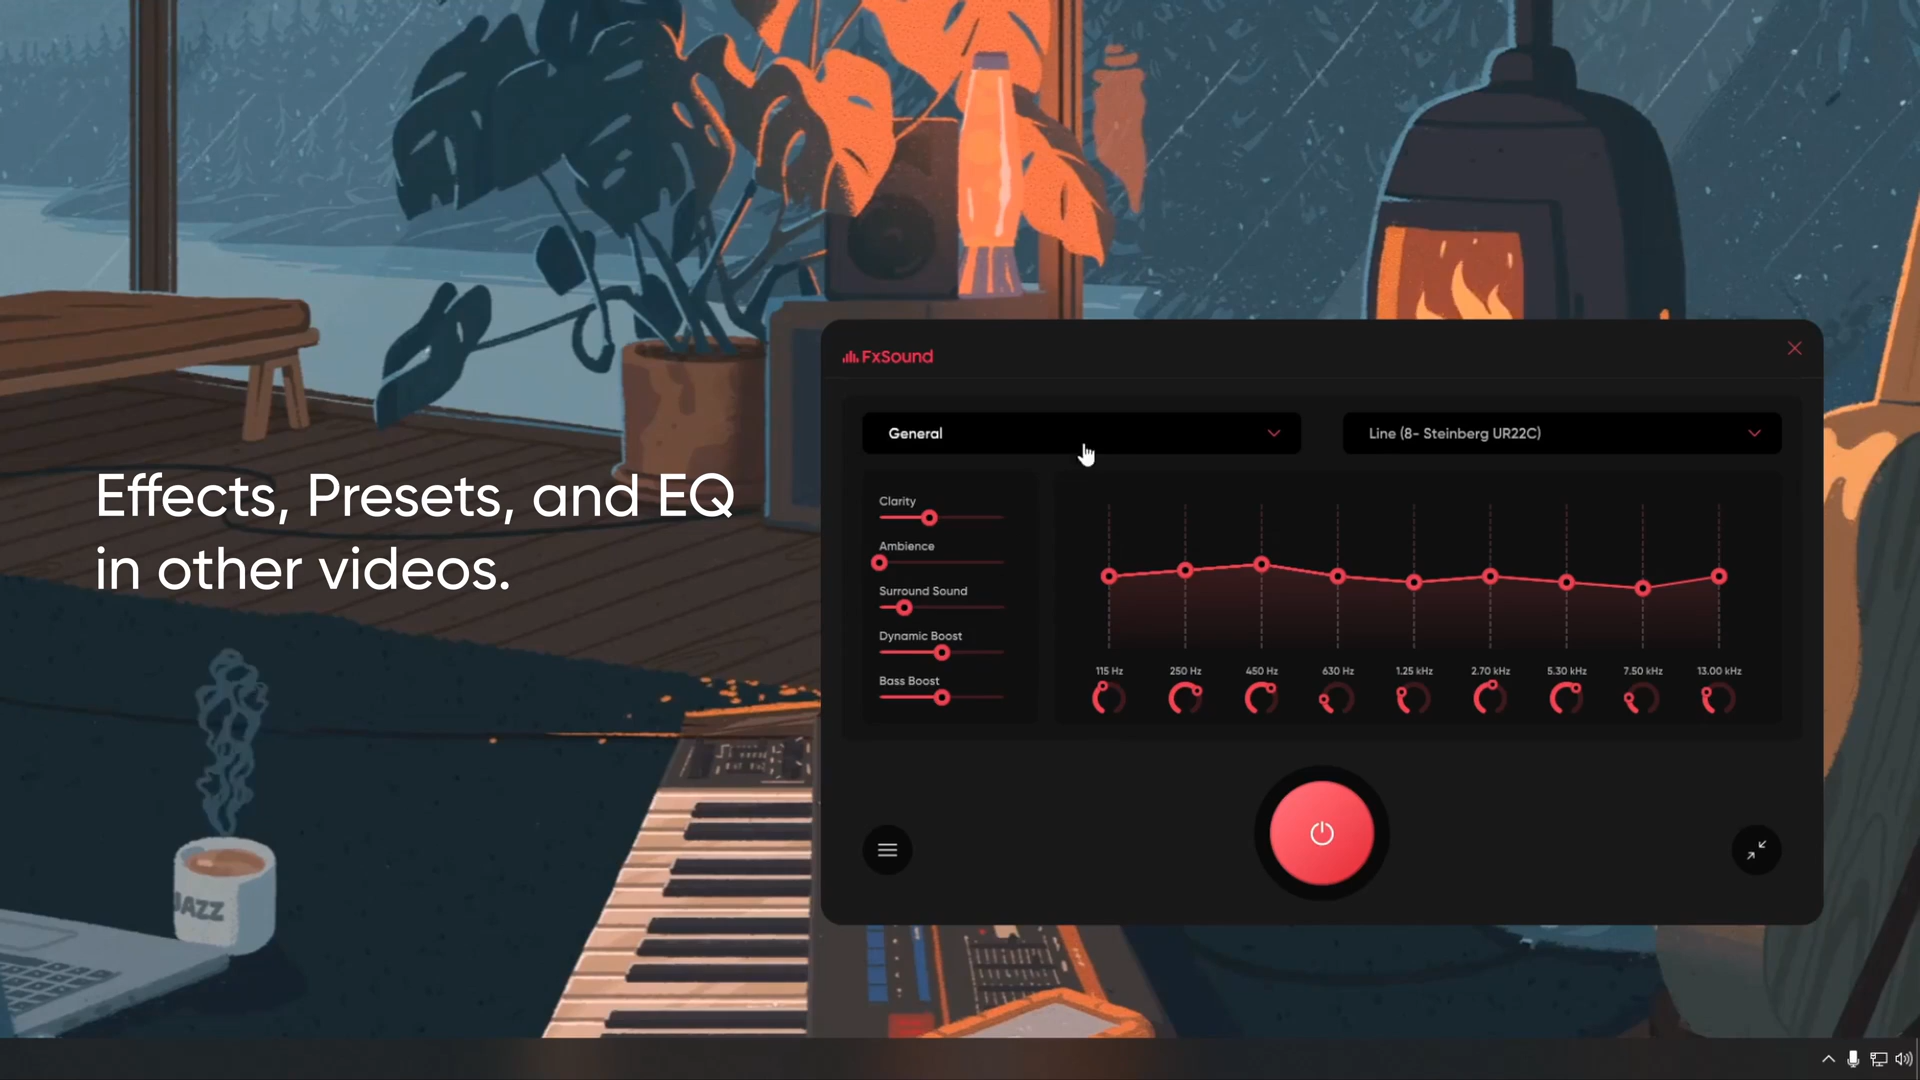 FxSound
General
Line (8- Steinberg UR22C)
Clarity
Ambience
Surround Sound
Dynamic Boost
Bass Boost
115 Hz
250 Hz
450 Hz
630 Hz
1.25 kHz
2.70 kHz
5.30 kHz
7.50 kHz
13.00 kHz
Effects, Presets, and EQ
in other videos.
JAZZ